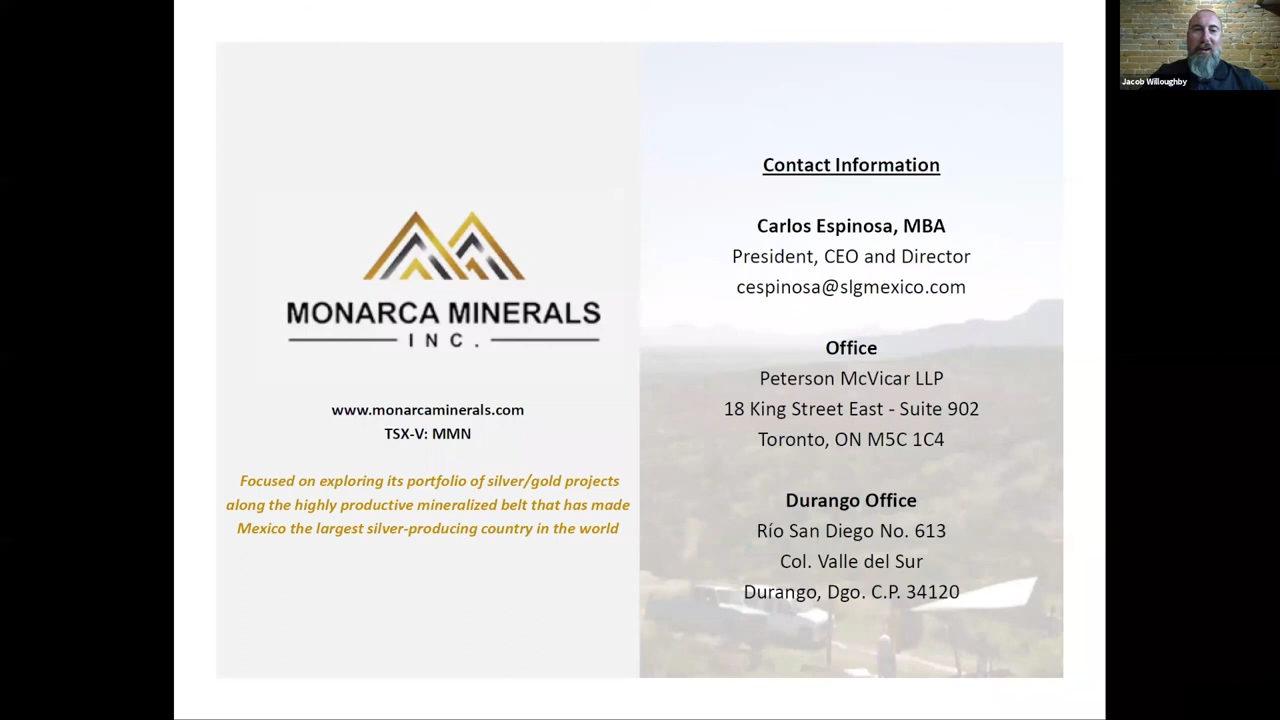 MONARCA MINERALS
INC.
www.monarcaminerals.com
TSX-V: MMN
Focused on exploring its portfolio of silver/gold projects
along the highly productive mineralized belt that has made
Mexico the largest silver-producing country in the world
Contact Information
Carlos Espinosa, MBA
President, CEO and Director
cespinosa@slgmexico.com
Office
Peterson McVicar LLP
18 King Street East - Suite 902
Toronto, ON M5C 1C4
Durango Office
Río San Diego No. 613
Col. Valle del Sur
Durango, Dgo. C.P. 34120
Jacob Willoughby